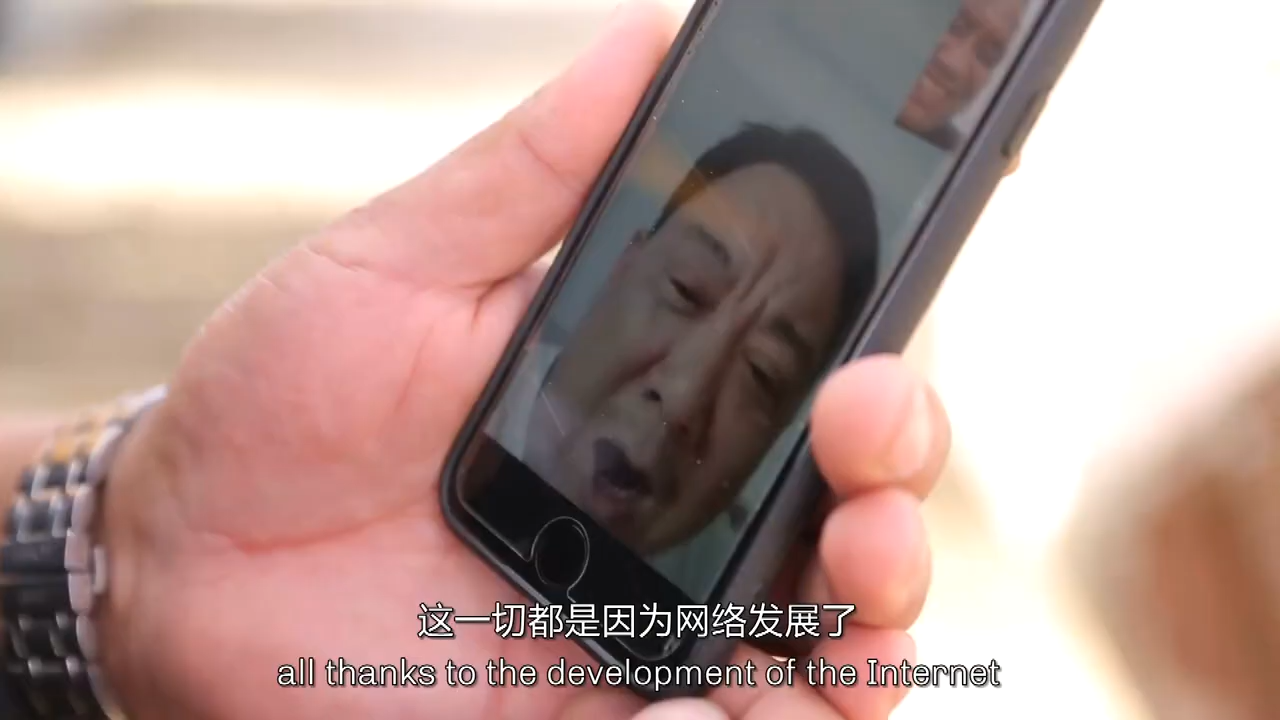 这一切都是因为网络发展了
all thanks to the development of the Internet